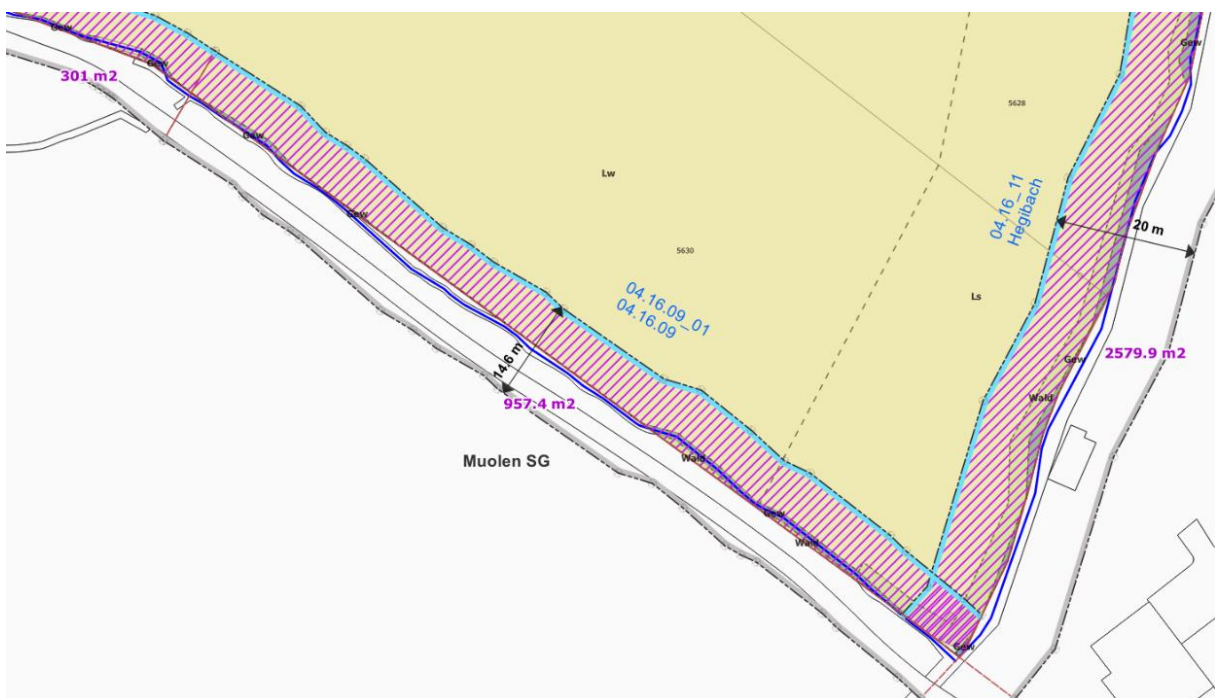 Gew
Gew
301 m2
Gew
5628
Lw
Gew
Gew
04.16_11
Hegibach
20 m
5630
04.16.09_01
04.16.09
Ls
14.6 m
Gew
2579.9 m2
957.4 m2
Wald
Muolen SG
Wald
Gew
Wald
Gew